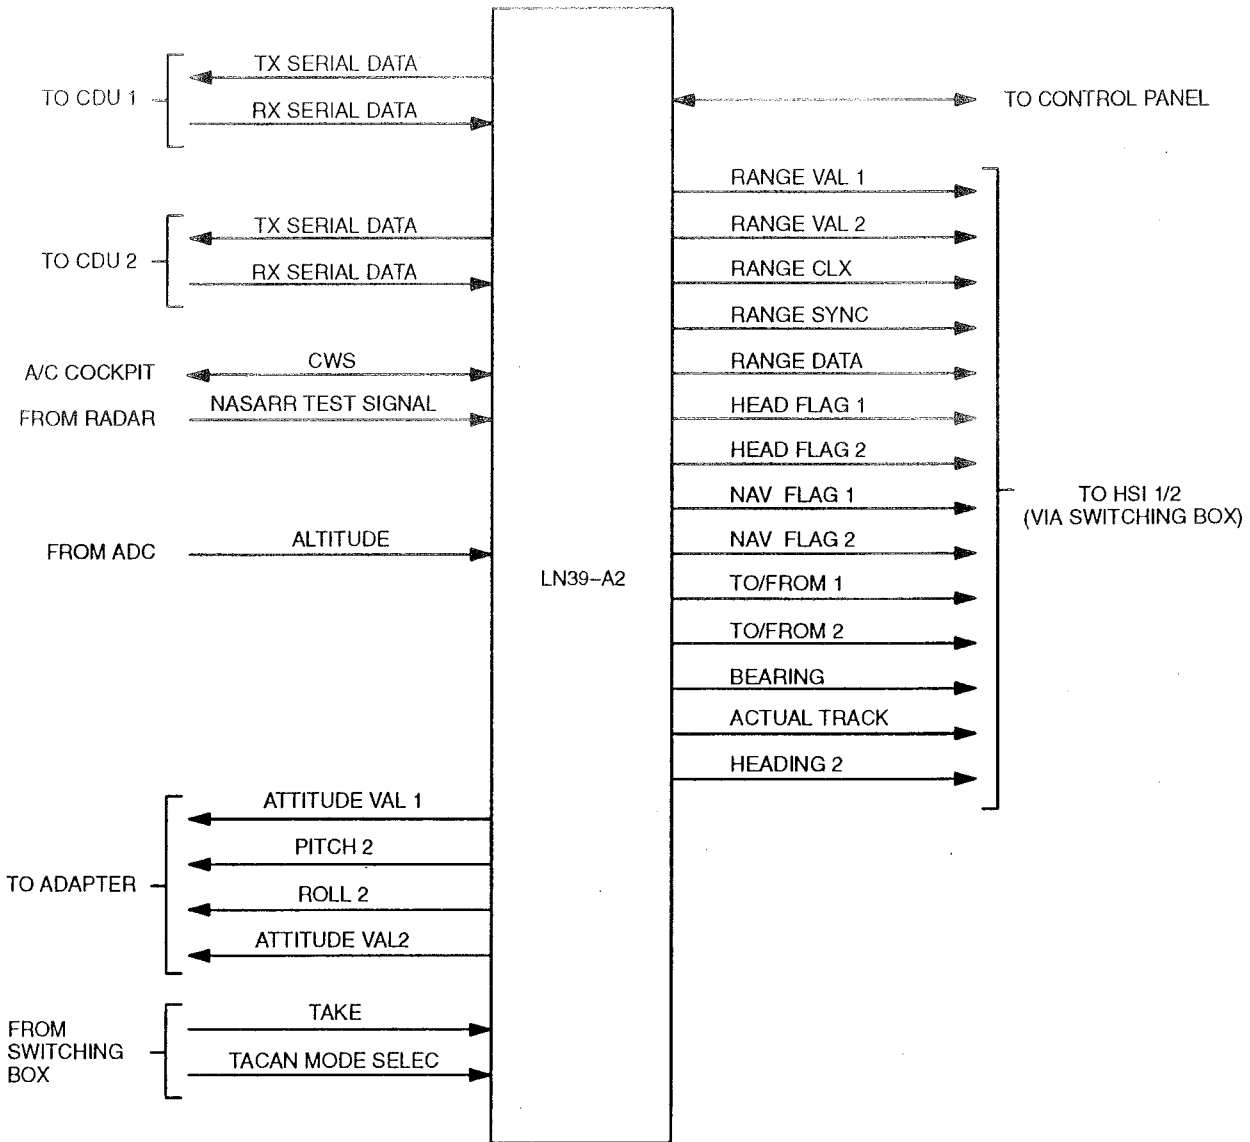 TX SERIAL DATA
TO CDU 1
RX SERIAL DATA
TX SERIAL DATA
TO CDU 2
RX SERIAL DATA
A/C COCKPIT
CWS
FROM RADAR
NASARR TEST SIGNAL
FROM ADC
ALTITUDE
ATTITUDE VAL 1
PITCH 2
TO ADAPTER
ROLL 2
ATTITUDE VAL2
TAKE
FROM
SWITCHING
BOX
TACAN MODE SELEC
LN39-A2
TO CONTROL PANEL
RANGE VAL 1
RANGE VAL 2
RANGE CLX
RANGE SYNC
RANGE DATA
HEAD FLAG 1
HEAD FLAG 2
NAV FLAG 1
NAV FLAG 2
TO/FROM 1
TO/FROM 2
BEARING
ACTUAL TRACK
HEADING 2
TO HSI 1/2
(VIA SWITCHING BOX)